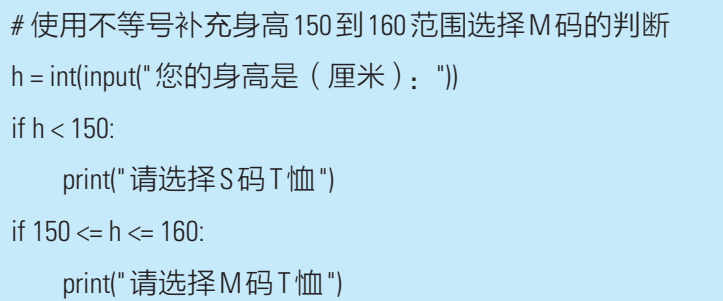 # 使用不等号补充身高150到160范围选择M码的判断
h = int(input("您的身高是（厘米）："))
if h < 150:
    print("请选择S码T恤")
if 150 <= h <= 160:
    print("请选择M码T恤")